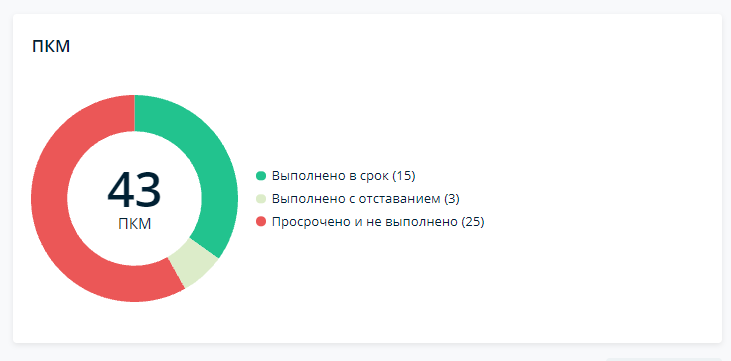 ПКМ
43
ПКМ
Выполнено в срок (15)
Выполнено с отставанием (3)
Просрочено и не выполнено (25)